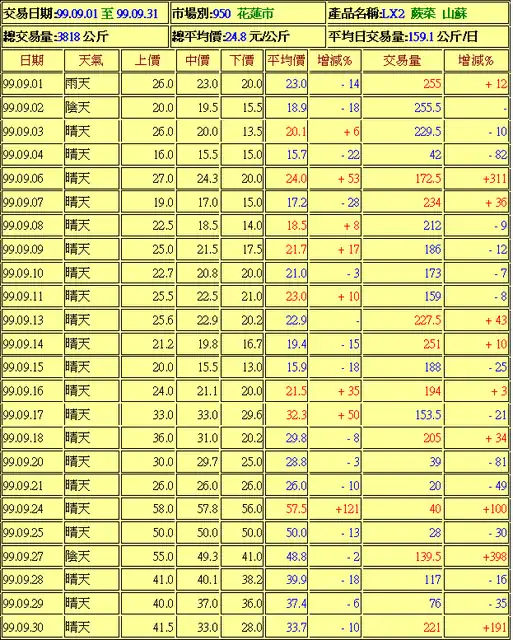 交易日期:99.09.01 至 99.09.31 市場別:950 花蓮市 產品名稱:LX2 蕨菜 山蘇
總交易量:3818 公斤 總平均價:24.8 元/公斤 平均日交易量:159.1 公斤/日
日期 天氣 上價 中價 下價 平均價 增減% 交易量 增減%
99.09.01 雨天 26.0 23.0 20.0 23.0 - 14 255 + 12
99.09.02 陰天 20.0 19.5 15.5 18.9 - 18 255.5 -
99.09.03 晴天 26.0 20.0 13.5 20.1 + 6 229.5 - 10
99.09.04 晴天 16.0 15.5 15.0 15.7 - 22 42 - 82
99.09.06 晴天 27.0 24.3 20.0 24.0 + 53 172.5 +311
99.09.07 晴天 19.0 17.0 15.0 17.2 - 28 234 + 36
99.09.08 晴天 22.5 18.5 14.0 18.5 + 8 212 - 9
99.09.09 晴天 25.0 21.5 17.5 21.7 + 17 186 - 12
99.09.10 晴天 22.7 20.8 20.0 21.0 - 3 173 - 7
99.09.11 晴天 25.5 22.5 21.0 23.0 + 10 159 - 8
99.09.13 晴天 25.6 22.9 20.2 22.9 - 227.5 + 43
99.09.14 晴天 21.2 19.8 16.7 19.4 - 15 251 + 10
99.09.15 晴天 20.0 15.5 13.0 15.9 - 18 188 - 25
99.09.16 晴天 24.0 21.1 20.0 21.5 + 35 194 + 3
99.09.17 晴天 33.0 33.0 29.6 32.3 + 50 153.5 - 21
99.09.18 晴天 36.0 31.0 20.2 29.8 - 8 205 + 34
99.09.20 晴天 30.0 29.7 25.0 28.8 - 3 39 - 81
99.09.21 晴天 26.0 26.0 26.0 26.0 - 10 20 - 49
99.09.24 晴天 58.0 57.8 56.0 57.5 +121 40 +100
99.09.25 晴天 50.0 50.0 50.0 50.0 - 13 28 - 30
99.09.27 陰天 55.0 49.3 41.0 48.8 - 2 139.5 +398
99.09.28 晴天 41.0 40.1 38.2 39.9 - 18 117 - 16
99.09.29 晴天 40.0 37.0 36.0 37.4 - 6 76 - 35
99.09.30 晴天 41.5 33.0 28.0 33.7 - 10 221 +191